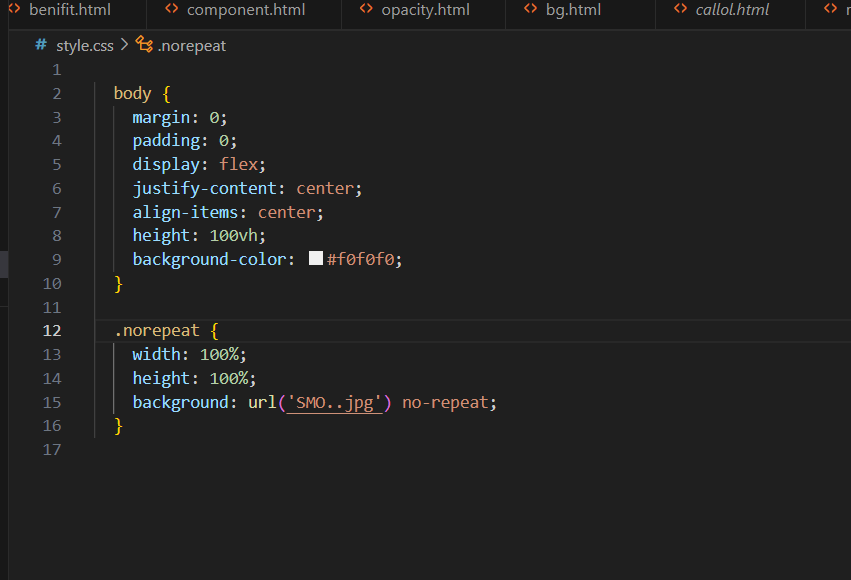 benifit.html component.html opacity.html bg.html callol.html
# style.css > .norepeat
1
2 body {
3 margin: 0;
4 padding: 0;
5 display: flex;
6 justify-content: center;
7 align-items: center;
8 height: 100vh;
9 background-color: #f0f0f0;
10 }
11
12 .norepeat {
13 width: 100%;
14 height: 100%;
15 background: url('SMO..jpg') no-repeat;
16 }
17